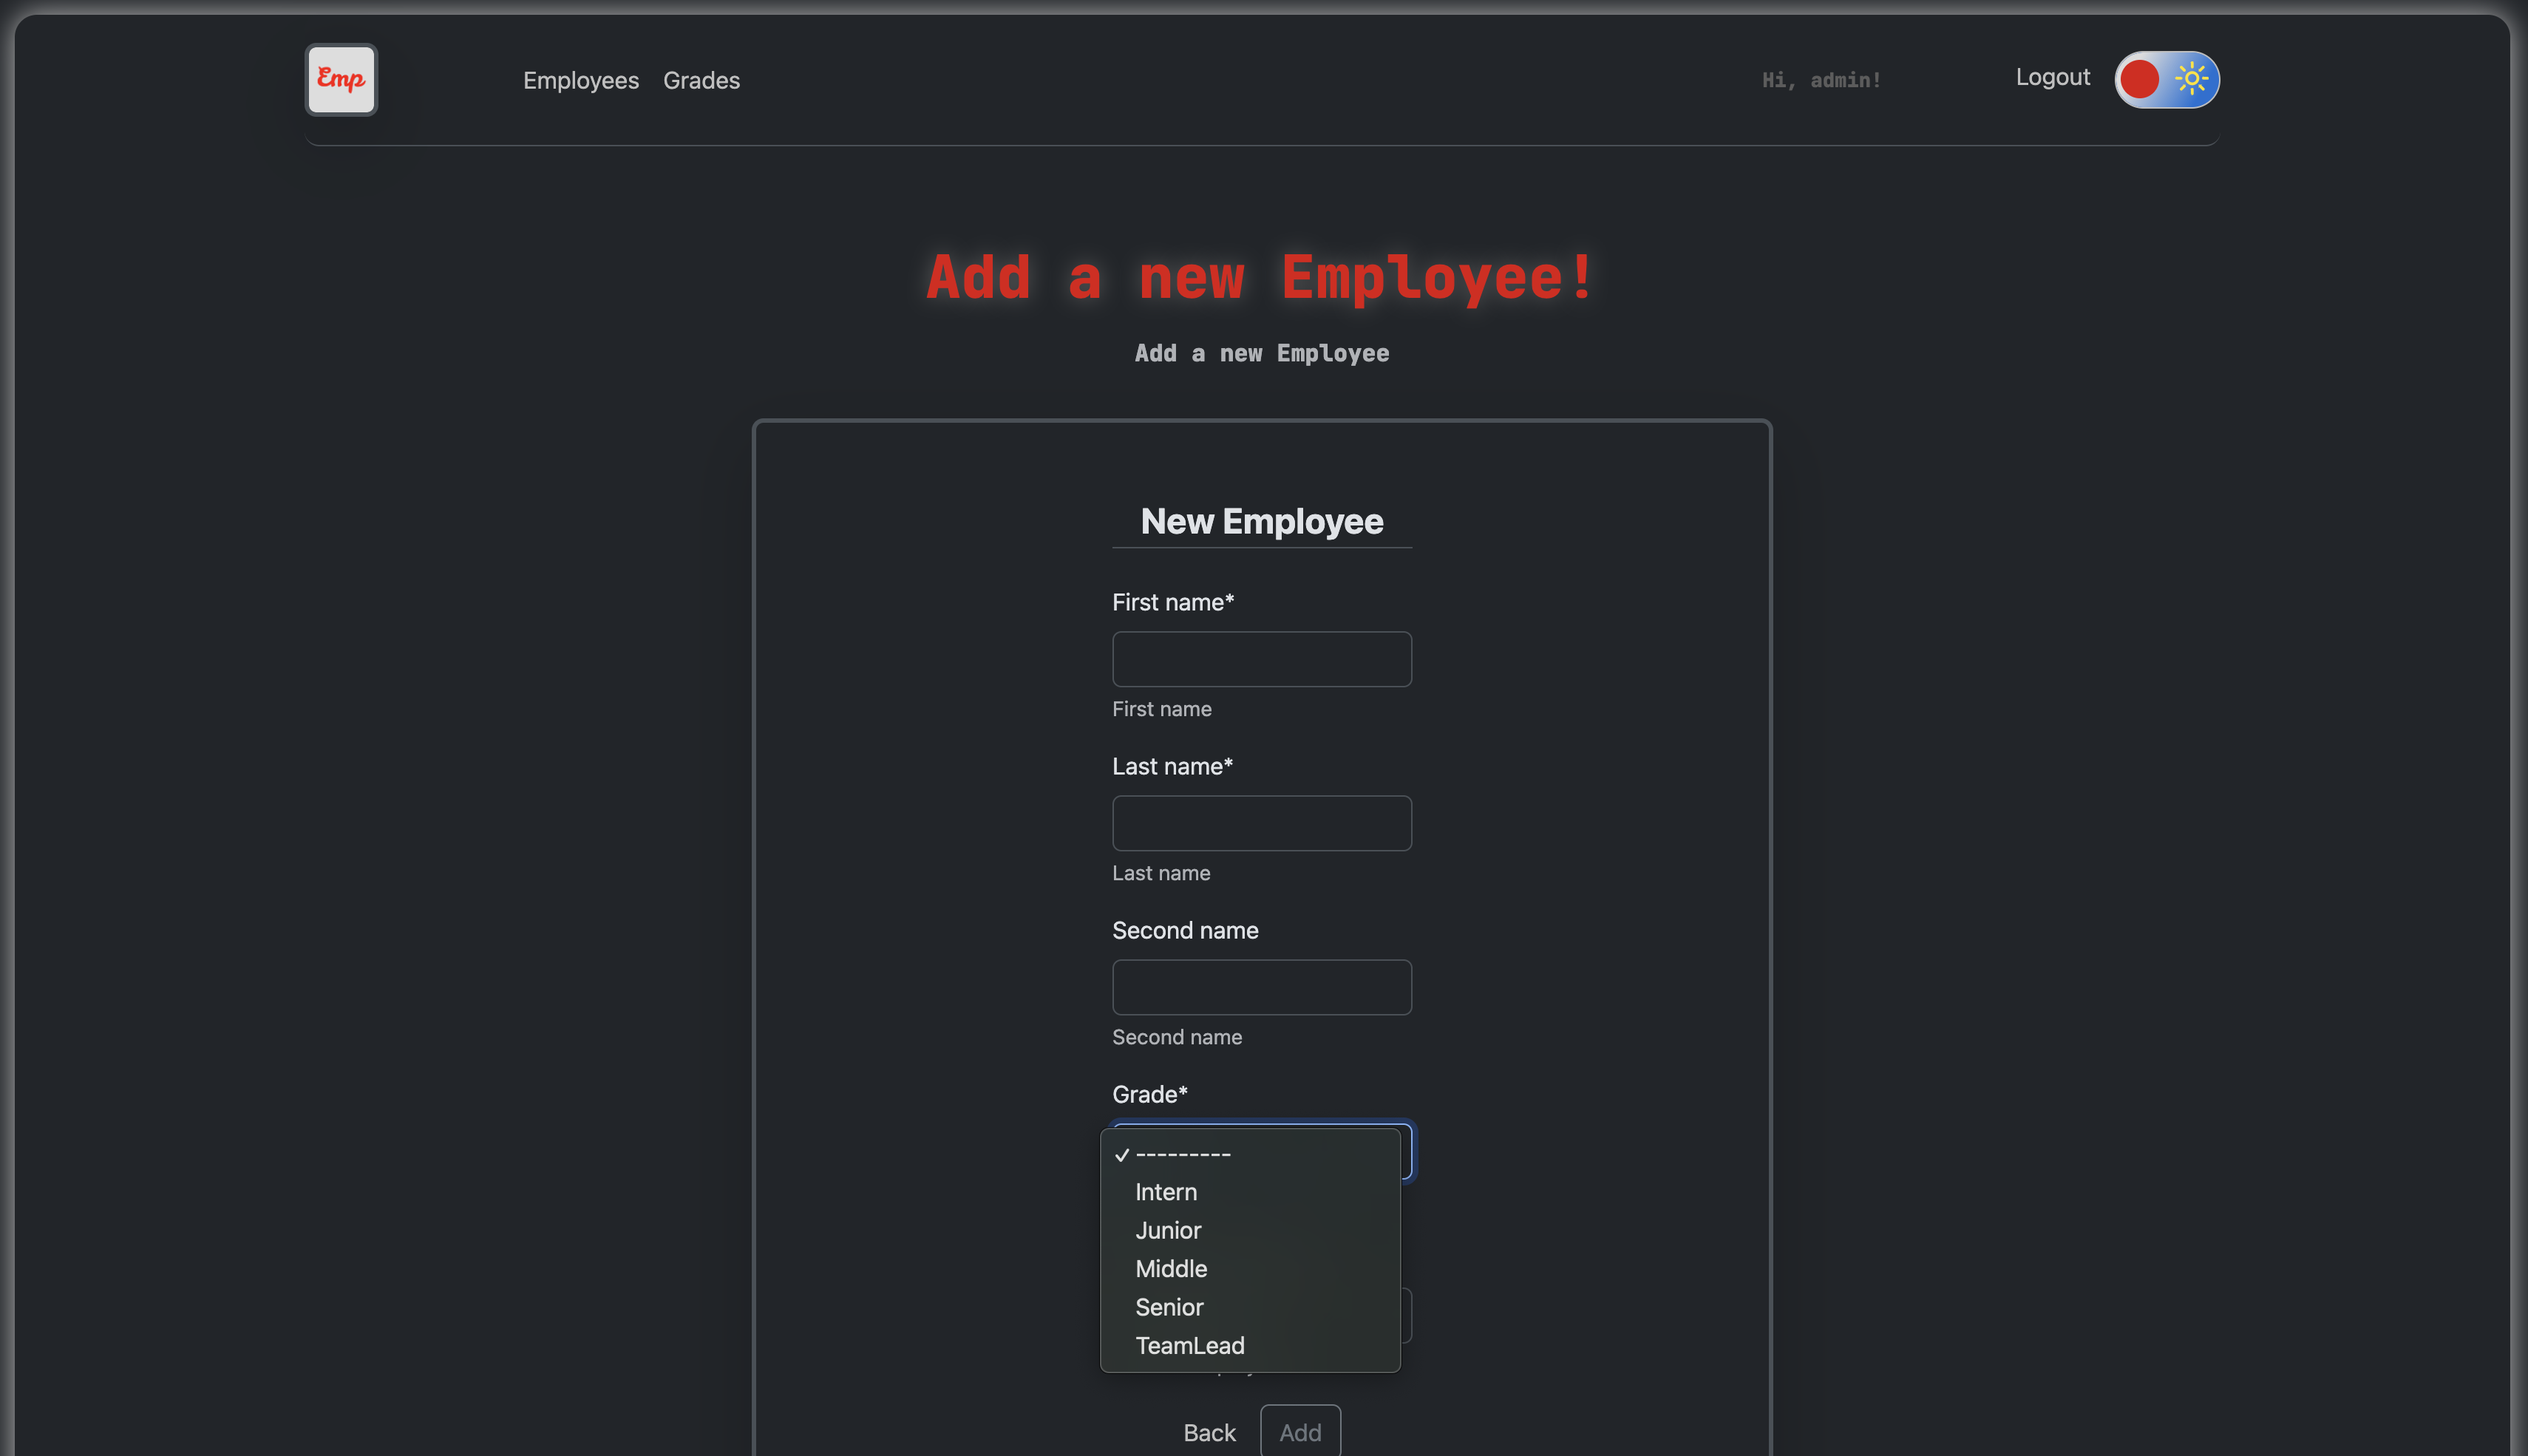 Emp
Employees Grades
Hi, admin!
Logout
Add a new Employee!
Add a new Employee
New Employee
First name*
First name
Last name*
Last name
Second name
Second name
Grade*
✓ ---------
Intern
Junior
Middle
Senior
TeamLead
Back Add